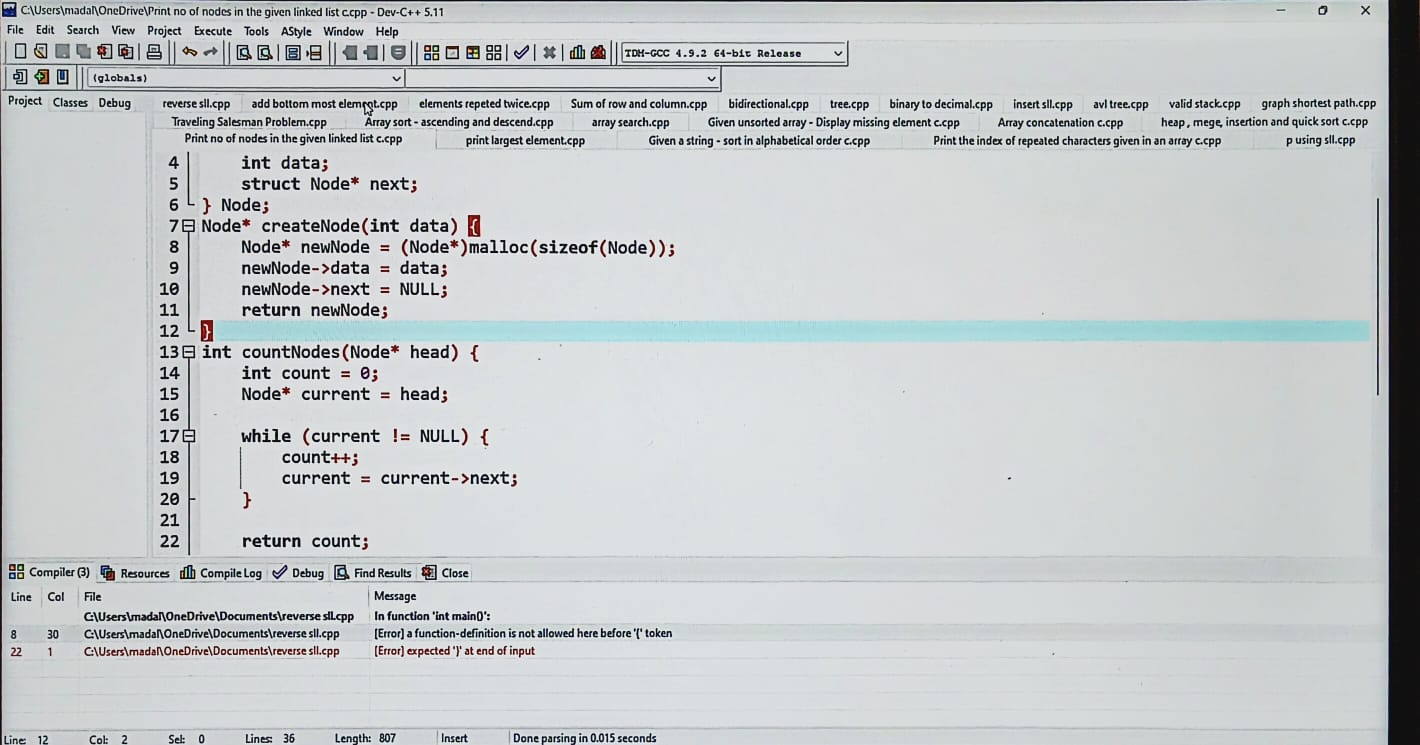 C:\Users\madal\OneDrive\Print no of nodes in the given linked list c.cpp - Dev-C++ 5.11
File Edit Search View Project Execute Tools AStyle Window Help
TDM-GCC 4.9.2 64-bit Release
(globals)
Project Classes Debug
reverse sll.cpp add bottom most element.cpp elements repeted twice.cpp Sum of row and column.cpp bidirectional.cpp tree.cpp binary to decimal.cpp insert sll.cpp avl tree.cpp valid stack.cpp graph shortest path.cpp
Traveling Salesman Problem.cpp Array sort - ascending and descend.cpp array search.cpp Given unsorted array - Display missing element c.cpp Array concatenation c.cpp heap , mege, insertion and quick sort c.cpp
Print no of nodes in the given linked list c.cpp print largest element.cpp Given a string - sort in alphabetical order c.cpp Print the index of repeated characters given in an array c.cpp p using sll.cpp
4 int data;
5 struct Node* next;
6 } Node;
7 Node* createNode(int data) {
8 Node* newNode = (Node*)malloc(sizeof(Node));
9 newNode->data = data;
10 newNode->next = NULL;
11 return newNode;
12 }
13 int countNodes(Node* head) {
14 int count = 0;
15 Node* current = head;
16
17 while (current != NULL) {
18 count++;
19 current = current->next;
20 }
21
22 return count;
Compiler (3) Resources Compile Log Debug Find Results Close
Line Col File Message
C:\Users\madal\OneDrive\Documents\reverse sll.cpp In function 'int main()':
8 30 C:\Users\madal\OneDrive\Documents\reverse sll.cpp [Error] a function-definition is not allowed here before '{' token
22 1 C:\Users\madal\OneDrive\Documents\reverse sll.cpp [Error] expected '}' at end of input
Line: 12 Col: 2 Sel: 0 Lines: 36 Length: 807 Insert Done parsing in 0.015 seconds